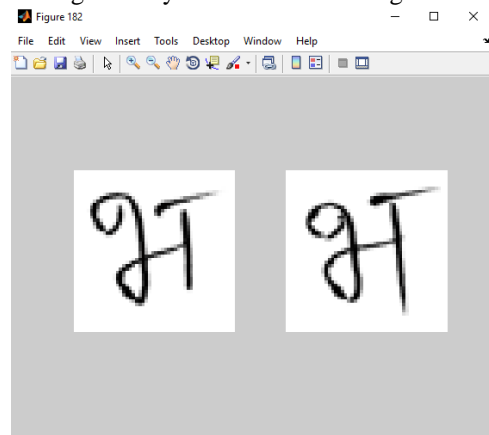 Figure 182
File Edit View Insert Tools Desktop Window Help
भ भ